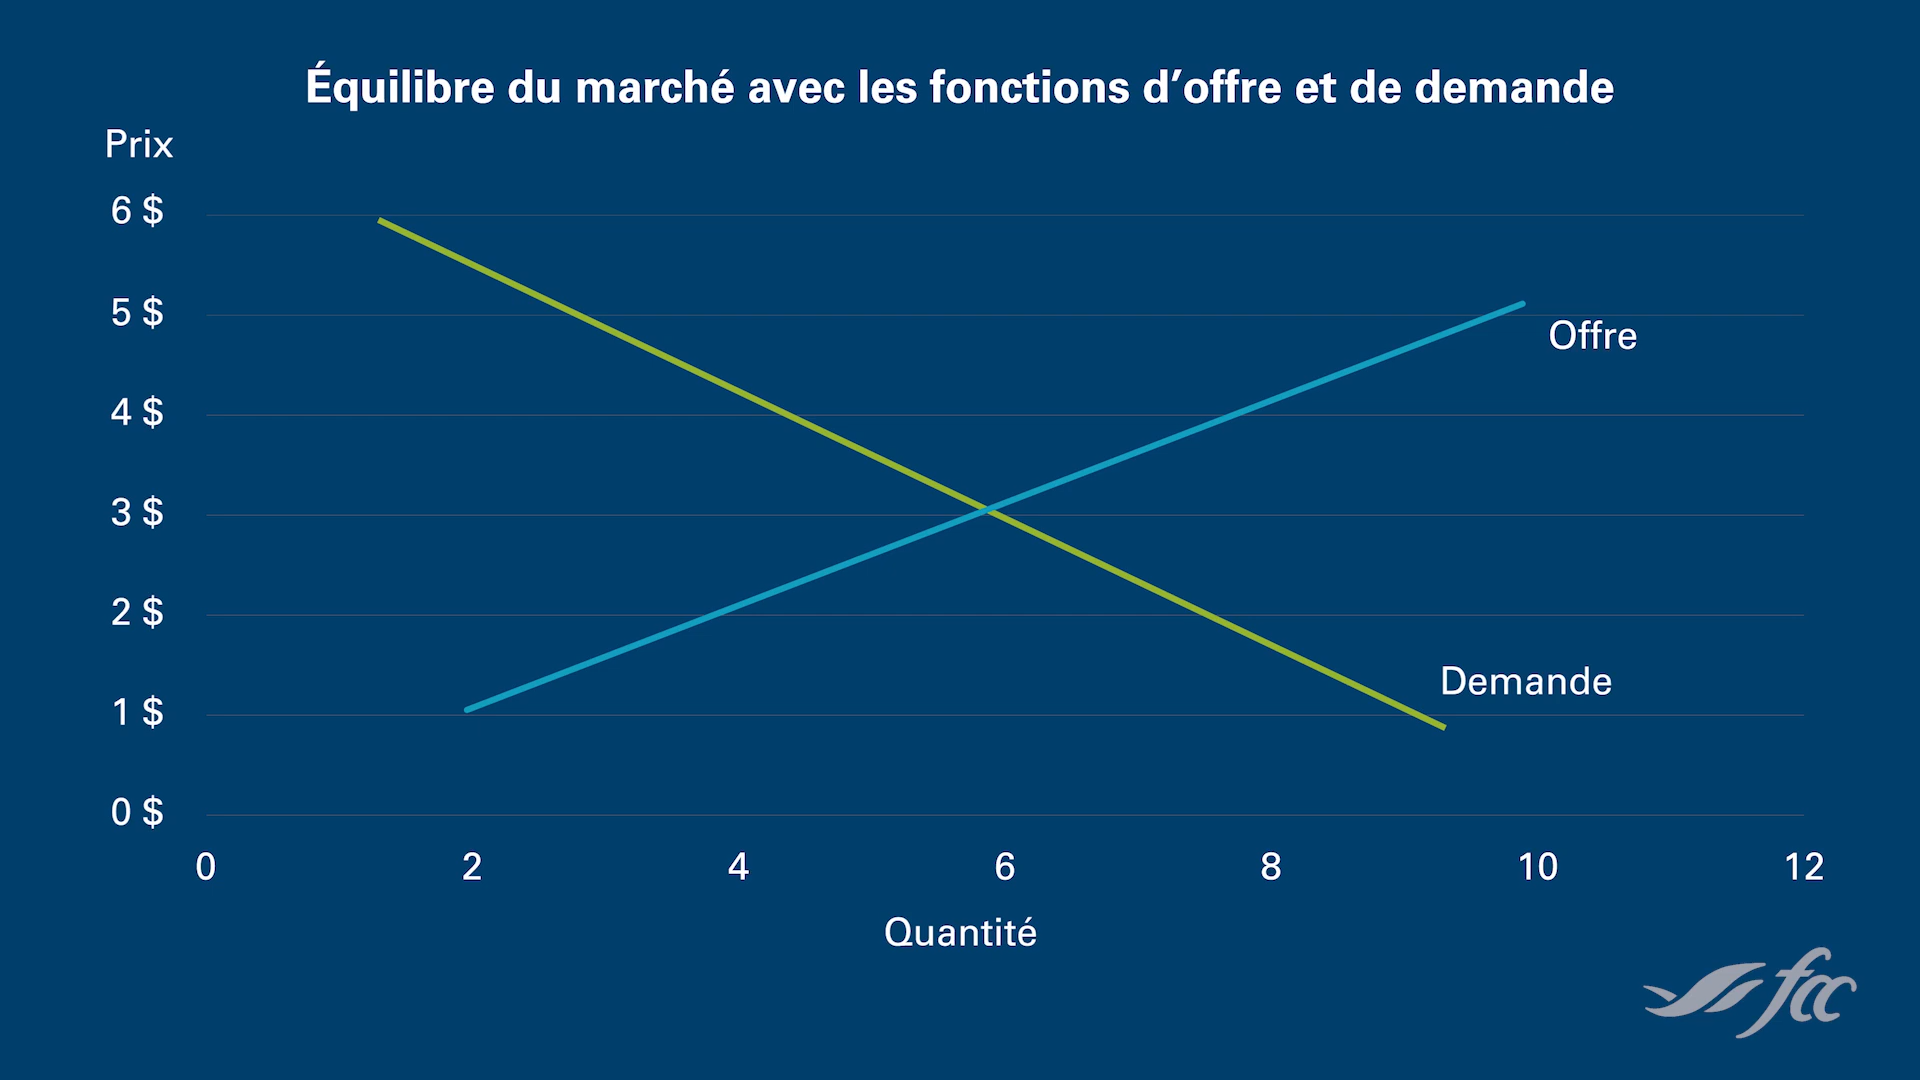 Équilibre du marché avec les fonctions d’offre et de demande
Prix
6 $
5 $
4 $
3 $
2 $
1 $
0 $
Offre
Demande
0 2 4 6 8 10 12
Quantité
fcc